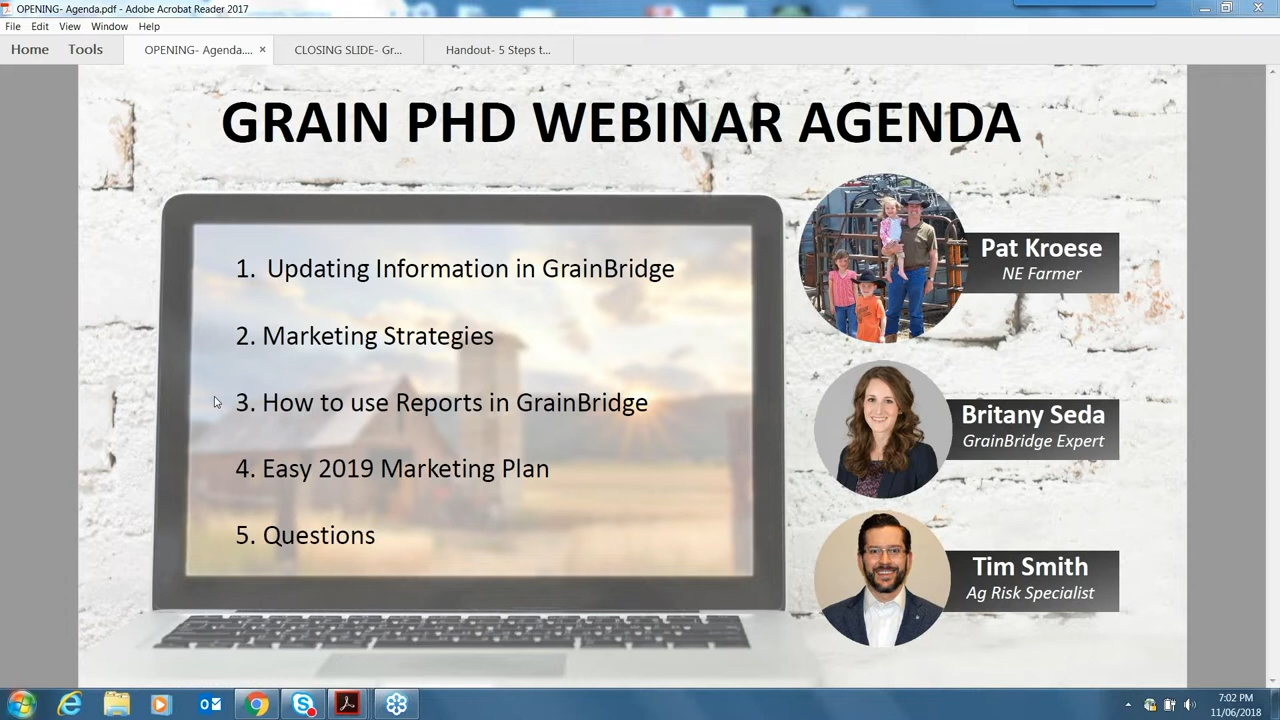 OPENING- Agenda.pdf - Adobe Acrobat Reader 2017
File Edit View Window Help
Home Tools OPENING- Agenda.... × CLOSING SLIDE- Gr... Handout- 5 Steps t...
GRAIN PHD WEBINAR AGENDA
1. Updating Information in GrainBridge
2. Marketing Strategies
3. How to use Reports in GrainBridge
4. Easy 2019 Marketing Plan
5. Questions
Pat Kroese
NE Farmer
Britany Seda
GrainBridge Expert
Tim Smith
Ag Risk Specialist
7:02 PM
11/06/2018